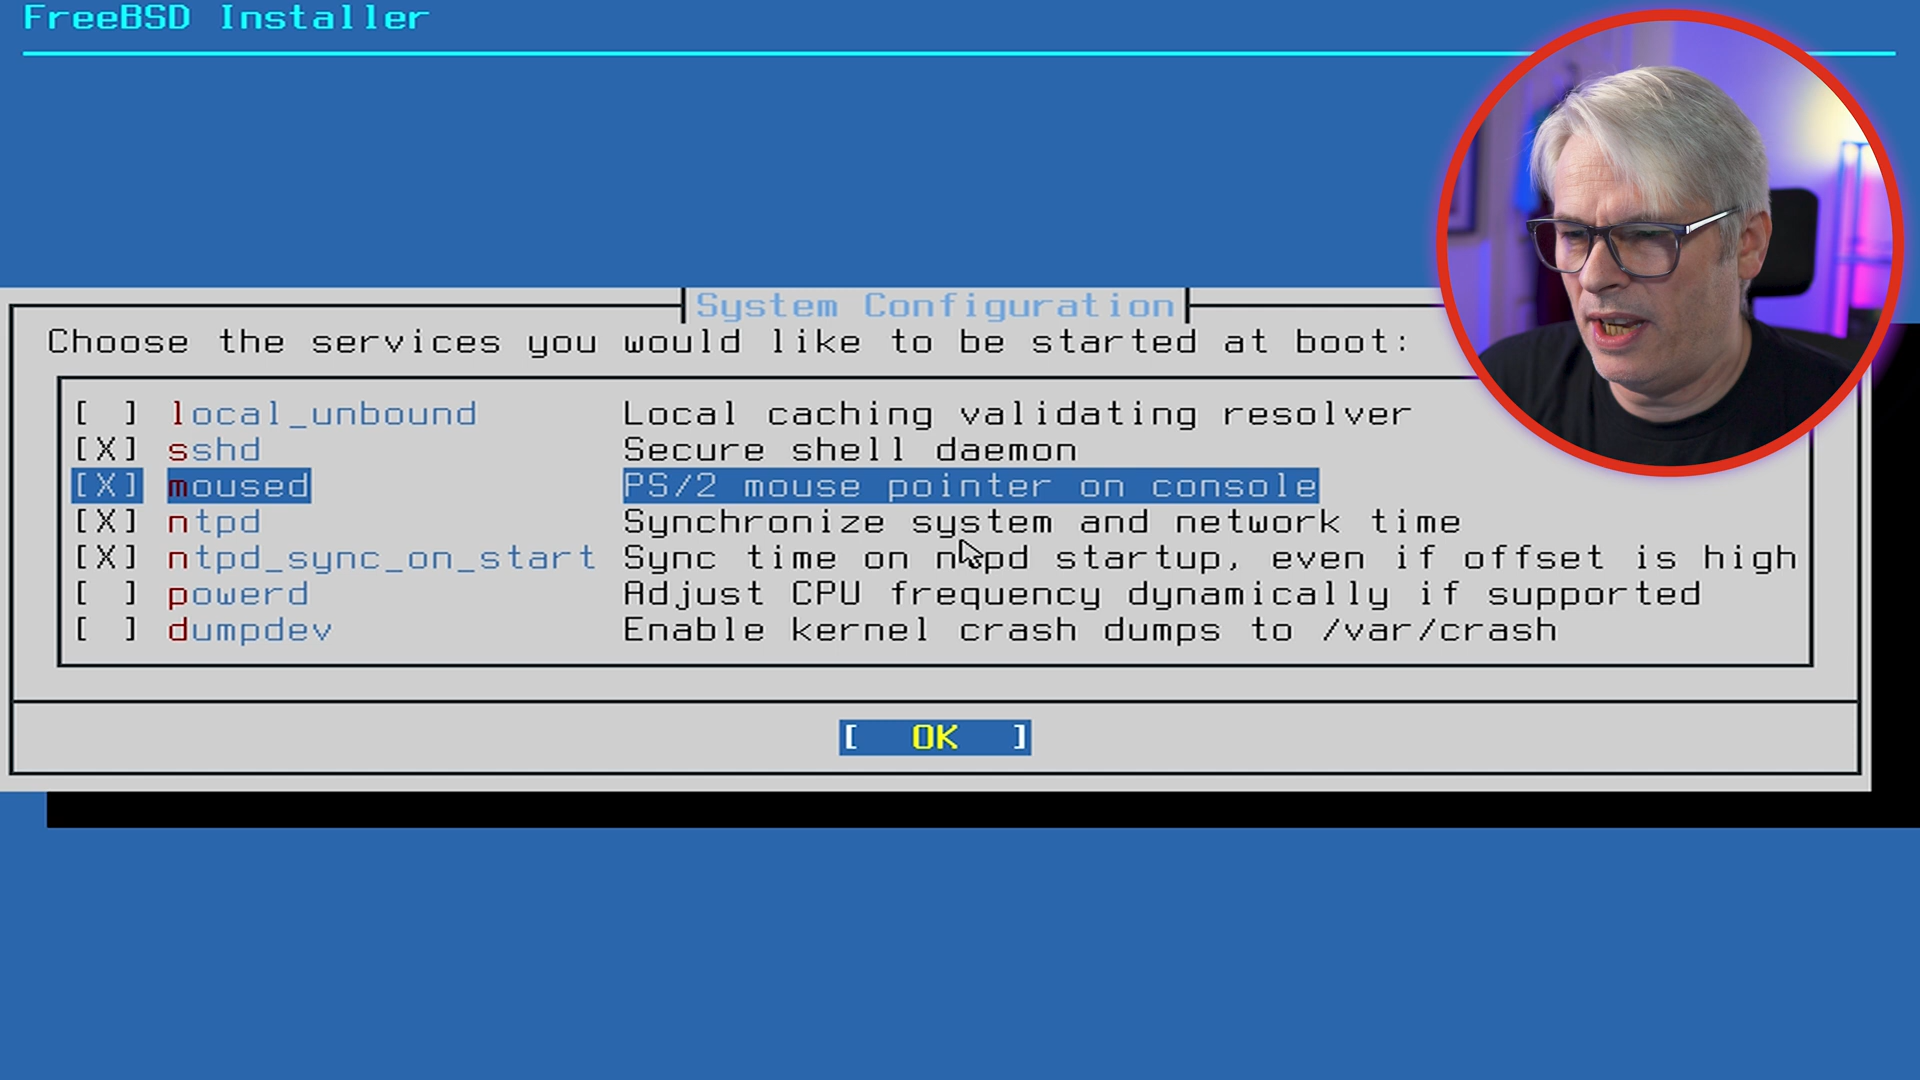 FreeBSD Installer
System Configuration
Choose the services you would like to be started at boot:
[ ] local_unbound Local caching validating resolver
[X] sshd Secure shell daemon
[X] moused PS/2 mouse pointer on console
[X] ntpd Synchronize system and network time
[X] ntpd_sync_on_start Sync time on ntpd startup, even if offset is high
[ ] powerd Adjust CPU frequency dynamically if supported
[ ] dumpdev Enable kernel crash dumps to /var/crash
[ OK ]